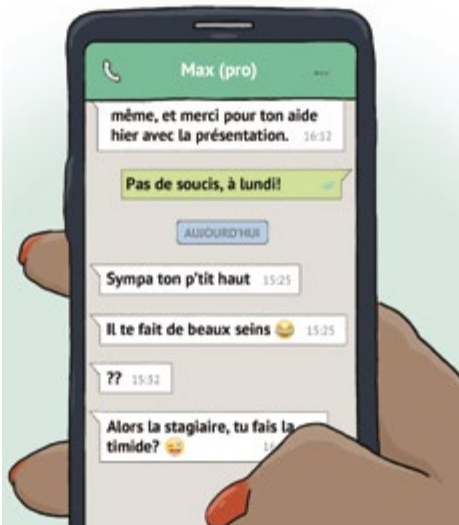 Max (pro)
même, et merci pour ton aide
hier avec la présentation. 16:12
Pas de soucis, à lundi!
AUJOURD'HUI
Sympa ton p'tit haut 15:25
Il te fait de beaux seins 😂 15:25
?? 15:32
Alors la stagiaire, tu fais la
timide? 😜